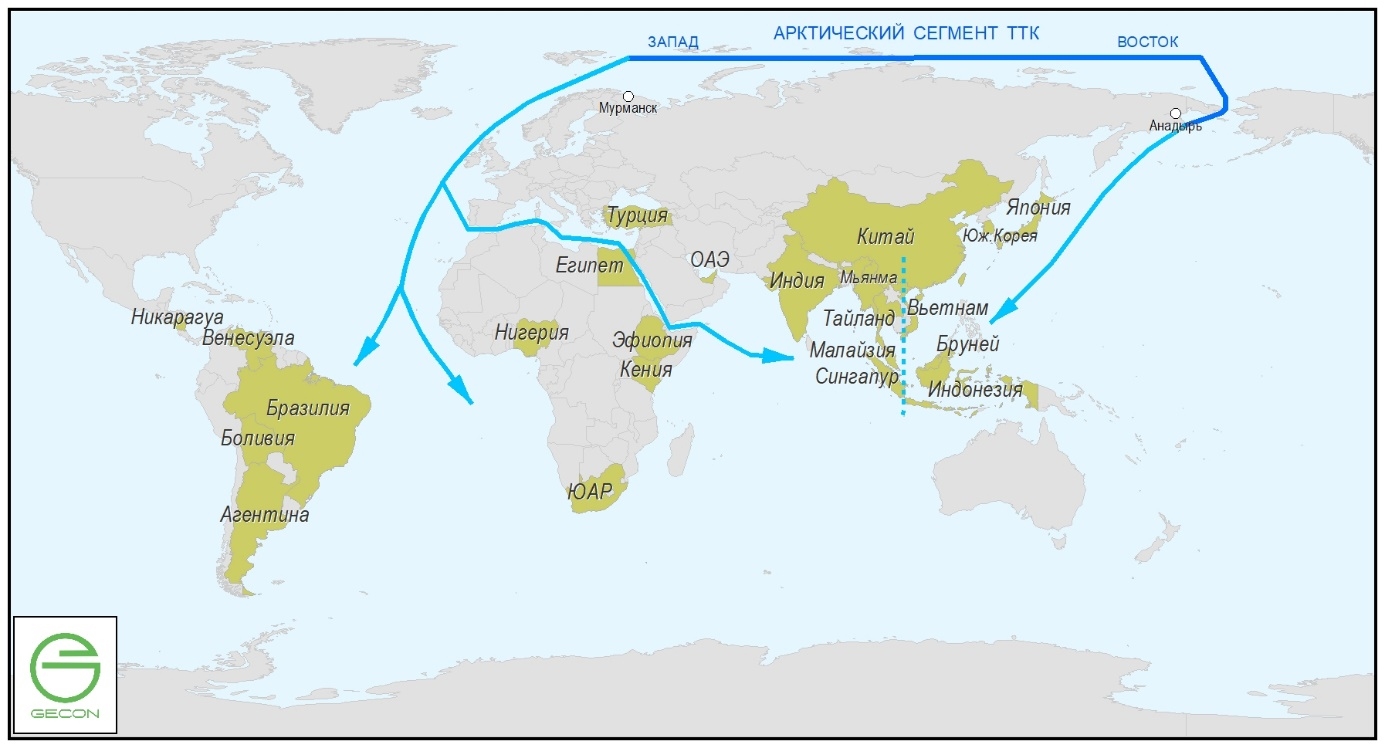 АРКТИЧЕСКИЙ СЕГМЕНТ ТТК
ЗАПАД
ВОСТОК
Мурманск
Анадырь
Турция
Япония
Китай
Юж.Корея
Египет
ОАЭ
Индия
Мьянма
Никарагуа
Венесуэла
Нигерия
Эфиопия
Тайланд
Вьетнам
Кения
Малайзия
Бруней
Сингапур
Индонезия
Бразилия
Боливия
ЮАР
Агентина
GECON